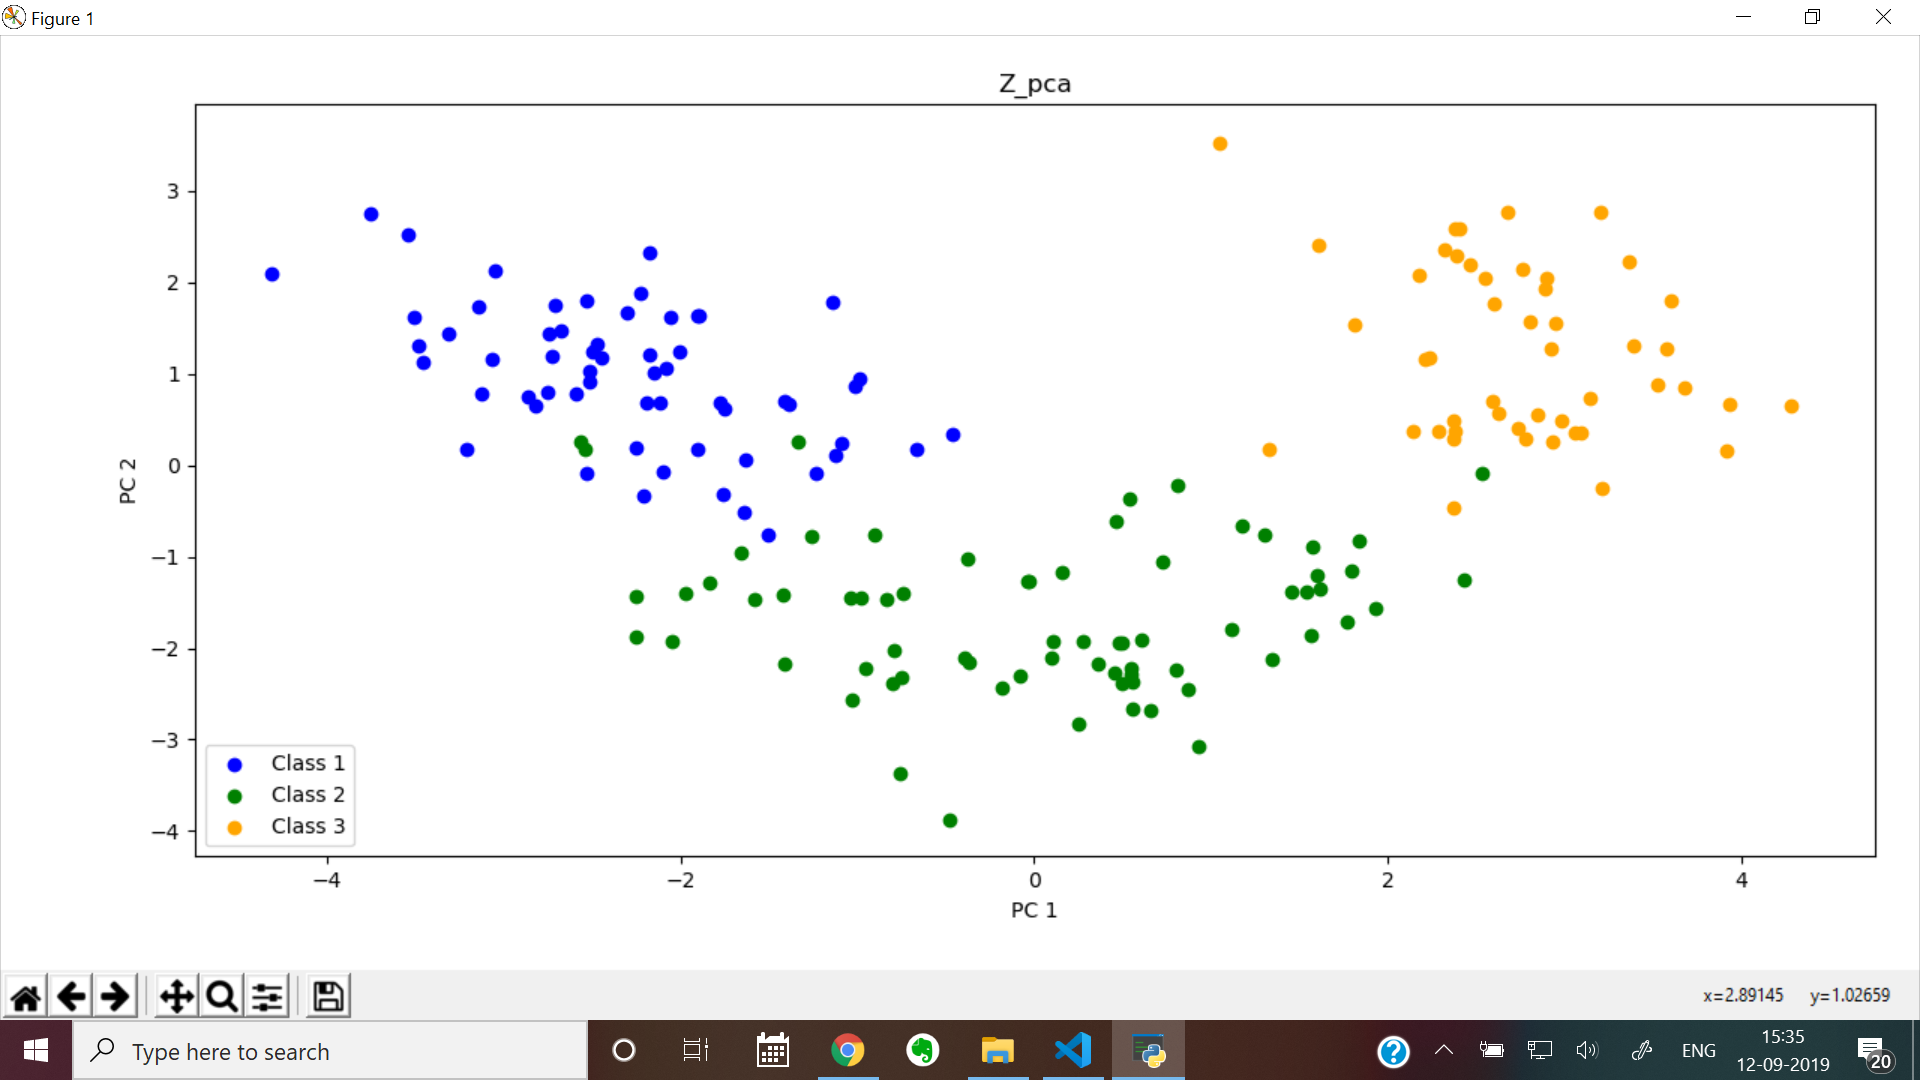 Figure 1
Z_pca
3
2
1
0
−1
−2
−3
−4
PC 2
Class 1
Class 2
Class 3
−4
−2
0
2
4
PC 1
x=2.89145 y=1.02659
Type here to search
?
ENG
15:35
12-09-2019
20